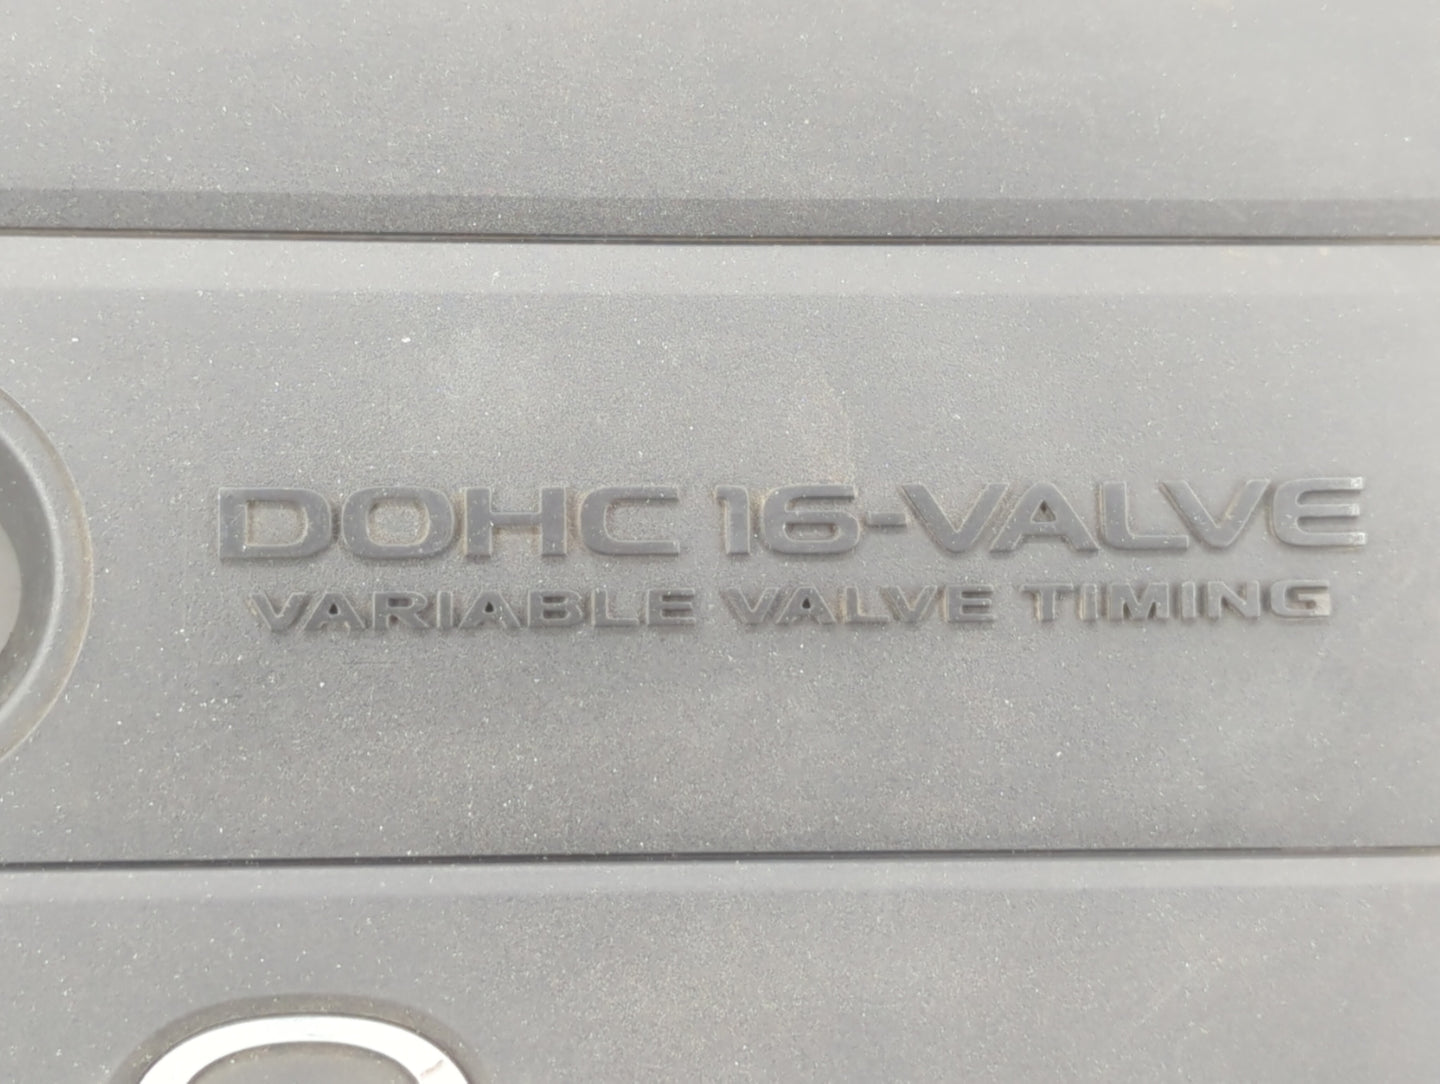 DOHC 16-VALVE
VARIABLE VALVE TIMING